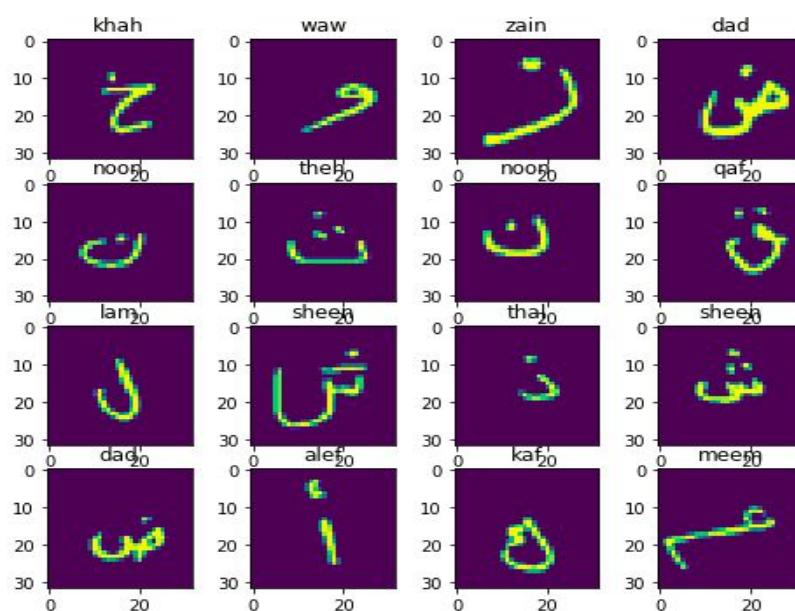 khah waw zain dad
خ و ز ض
noon theh noon qaf
ن ث ن ق
lam sheen thal sheen
ل ش ذ ش
dad alef kaf meem
ض أ ك م